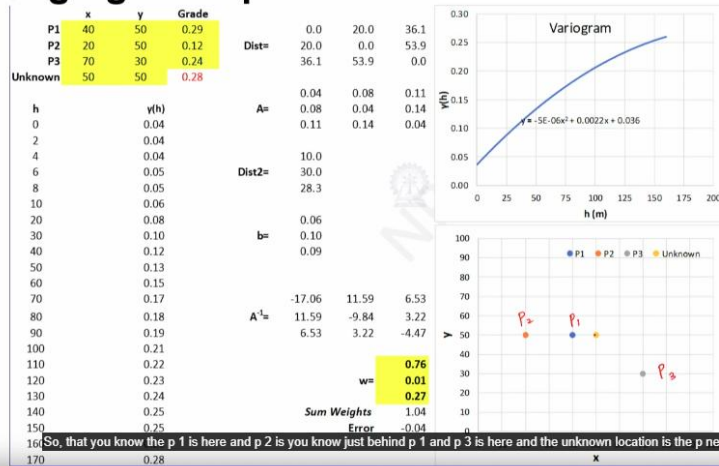 x y Grade
P1 40 50 0.29 0.0 20.0 36.1
P2 20 50 0.12 Dist= 20.0 0.0 53.9
P3 70 30 0.24 36.1 53.9 0.0
Unknown 50 50 0.28
0.04 0.08 0.11
h γ(h) A= 0.08 0.04 0.14
0 0.04 0.11 0.14 0.04
2 0.04
4 0.04 10.0
6 0.05 Dist2= 30.0
8 0.05 28.3
10 0.06
20 0.08 0.06
30 0.10 b= 0.10
40 0.12 0.09
50 0.13
60 0.15
70 0.17 -17.06 11.59 6.53
80 0.18 A⁻¹= 11.59 -9.84 3.22
90 0.19 6.53 3.22 -4.47
100 0.21
110 0.22 0.76
120 0.23 w= 0.01
130 0.24 0.27
140 0.25 Sum Weights 1.04
150 0.25 Error -0.04
160
170 0.28
Variogram
0.30
0.25
0.20
0.15
0.10
0.05
0.00
γ(h)
y = -5E-06x² + 0.0022x + 0.036
0 25 50 75 100 125 150 175 200
h (m)
P1 P2 P3 Unknown
100
90
80
70
60
50
40
30
20
10
0
y
P2 P1
P3
x
So, that you know the p 1 is here and p 2 is you know just behind p 1 and p 3 is here and the unknown location is the p ne